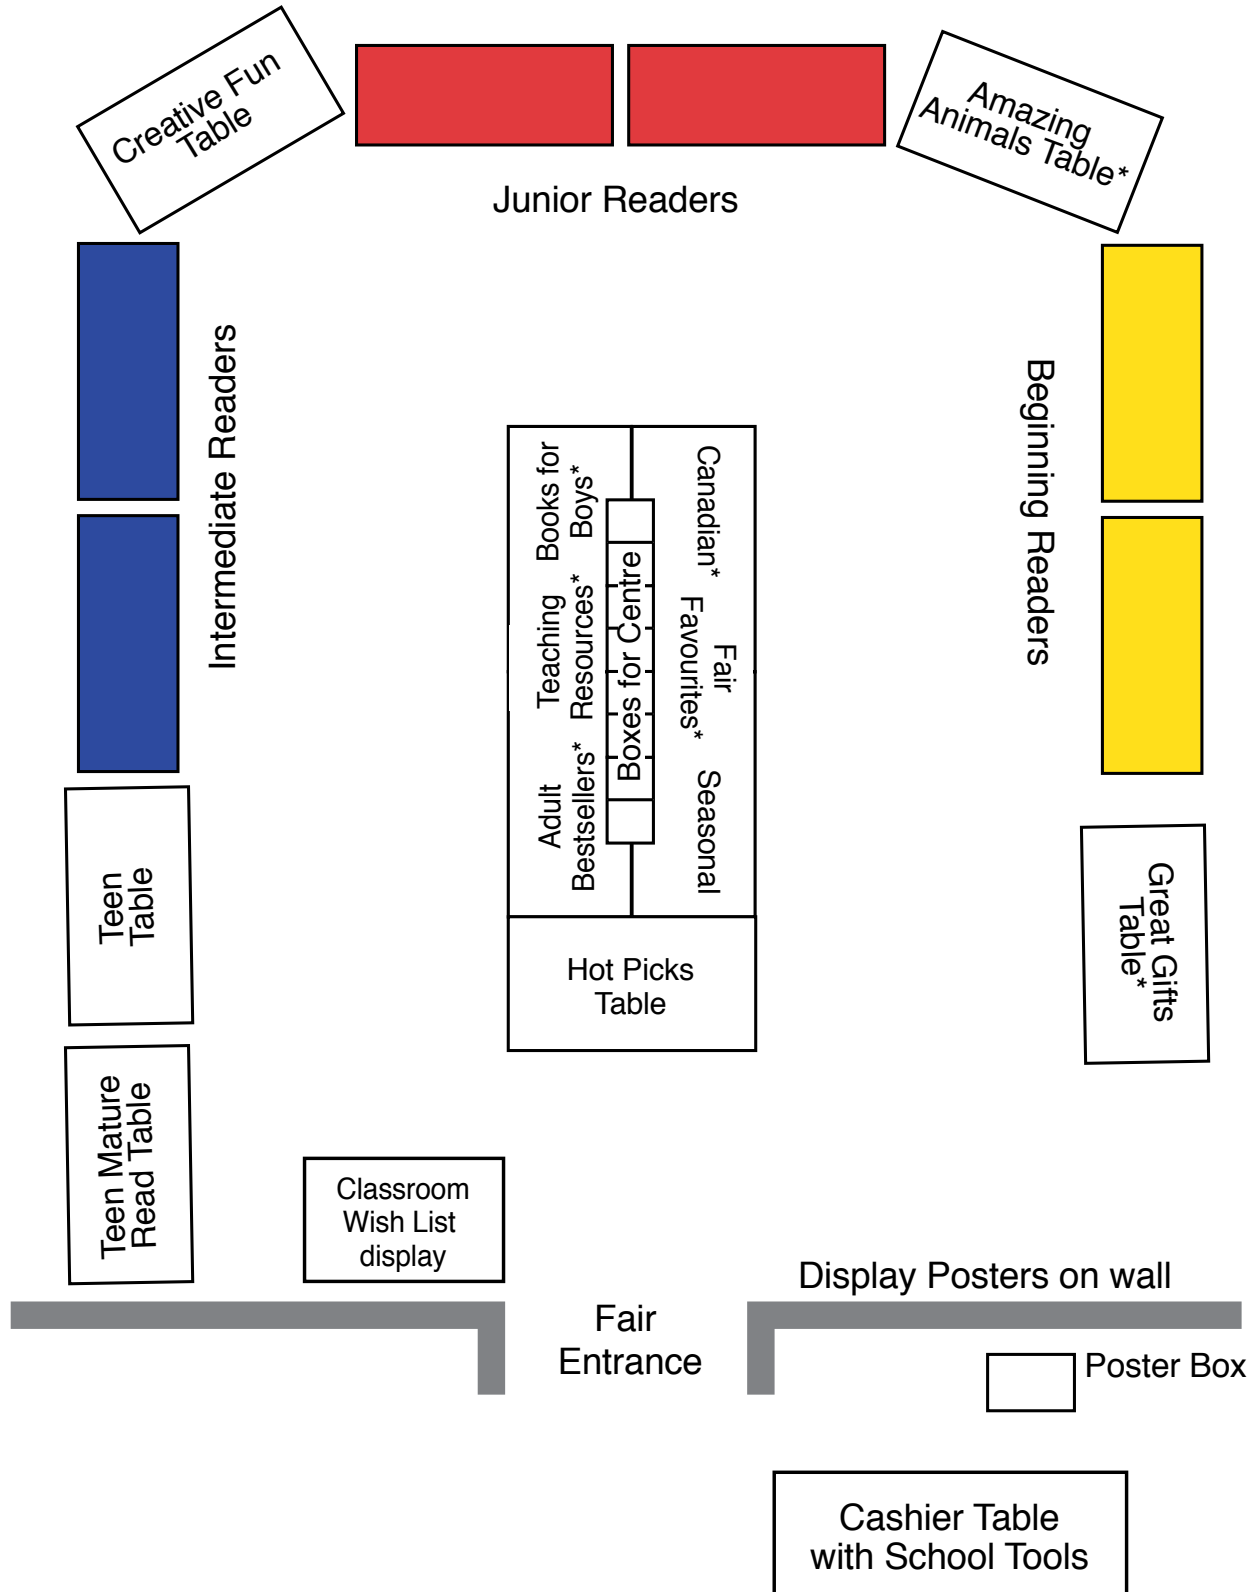 Creative Fun
Table
Amazing
Animals Table*
Junior Readers
Intermediate Readers
Beginning Readers
Books for
Boys*
Teaching
Resources*
Adult
Bestsellers*
Boxes for Centre
Canadian*
Fair
Favourites*
Seasonal
Hot Picks
Table
Teen
Table
Great Gifts
Table*
Teen Mature
Read Table
Classroom
Wish List
display
Display Posters on wall
Fair
Entrance
Poster Box
Cashier Table
with School Tools